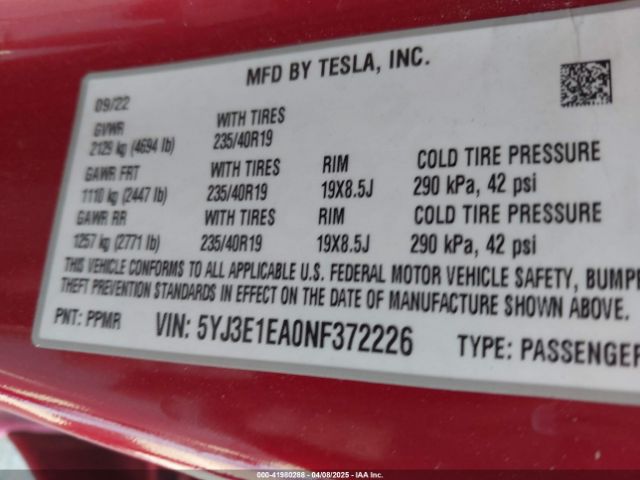 MFD BY TESLA, INC.
09/22
GVWR WITH TIRES
2129 kg (4694 lb) 235/40R19
GAWR FRT WITH TIRES RIM COLD TIRE PRESSURE
1110 kg (2447 lb) 235/40R19 19X8.5J 290 kPa, 42 psi
GAWR RR WITH TIRES RIM COLD TIRE PRESSURE
1257 kg (2771 lb) 235/40R19 19X8.5J 290 kPa, 42 psi
THIS VEHICLE CONFORMS TO ALL APPLICABLE U.S. FEDERAL MOTOR VEHICLE SAFETY, BUMPE
THEFT PREVENTION STANDARDS IN EFFECT ON THE DATE OF MANUFACTURE SHOWN ABOVE.
PNT: PPMR VIN: 5YJ3E1EA0NF372226 TYPE: PASSENGER
000-41980288 - 04/08/2025 - IAA Inc.